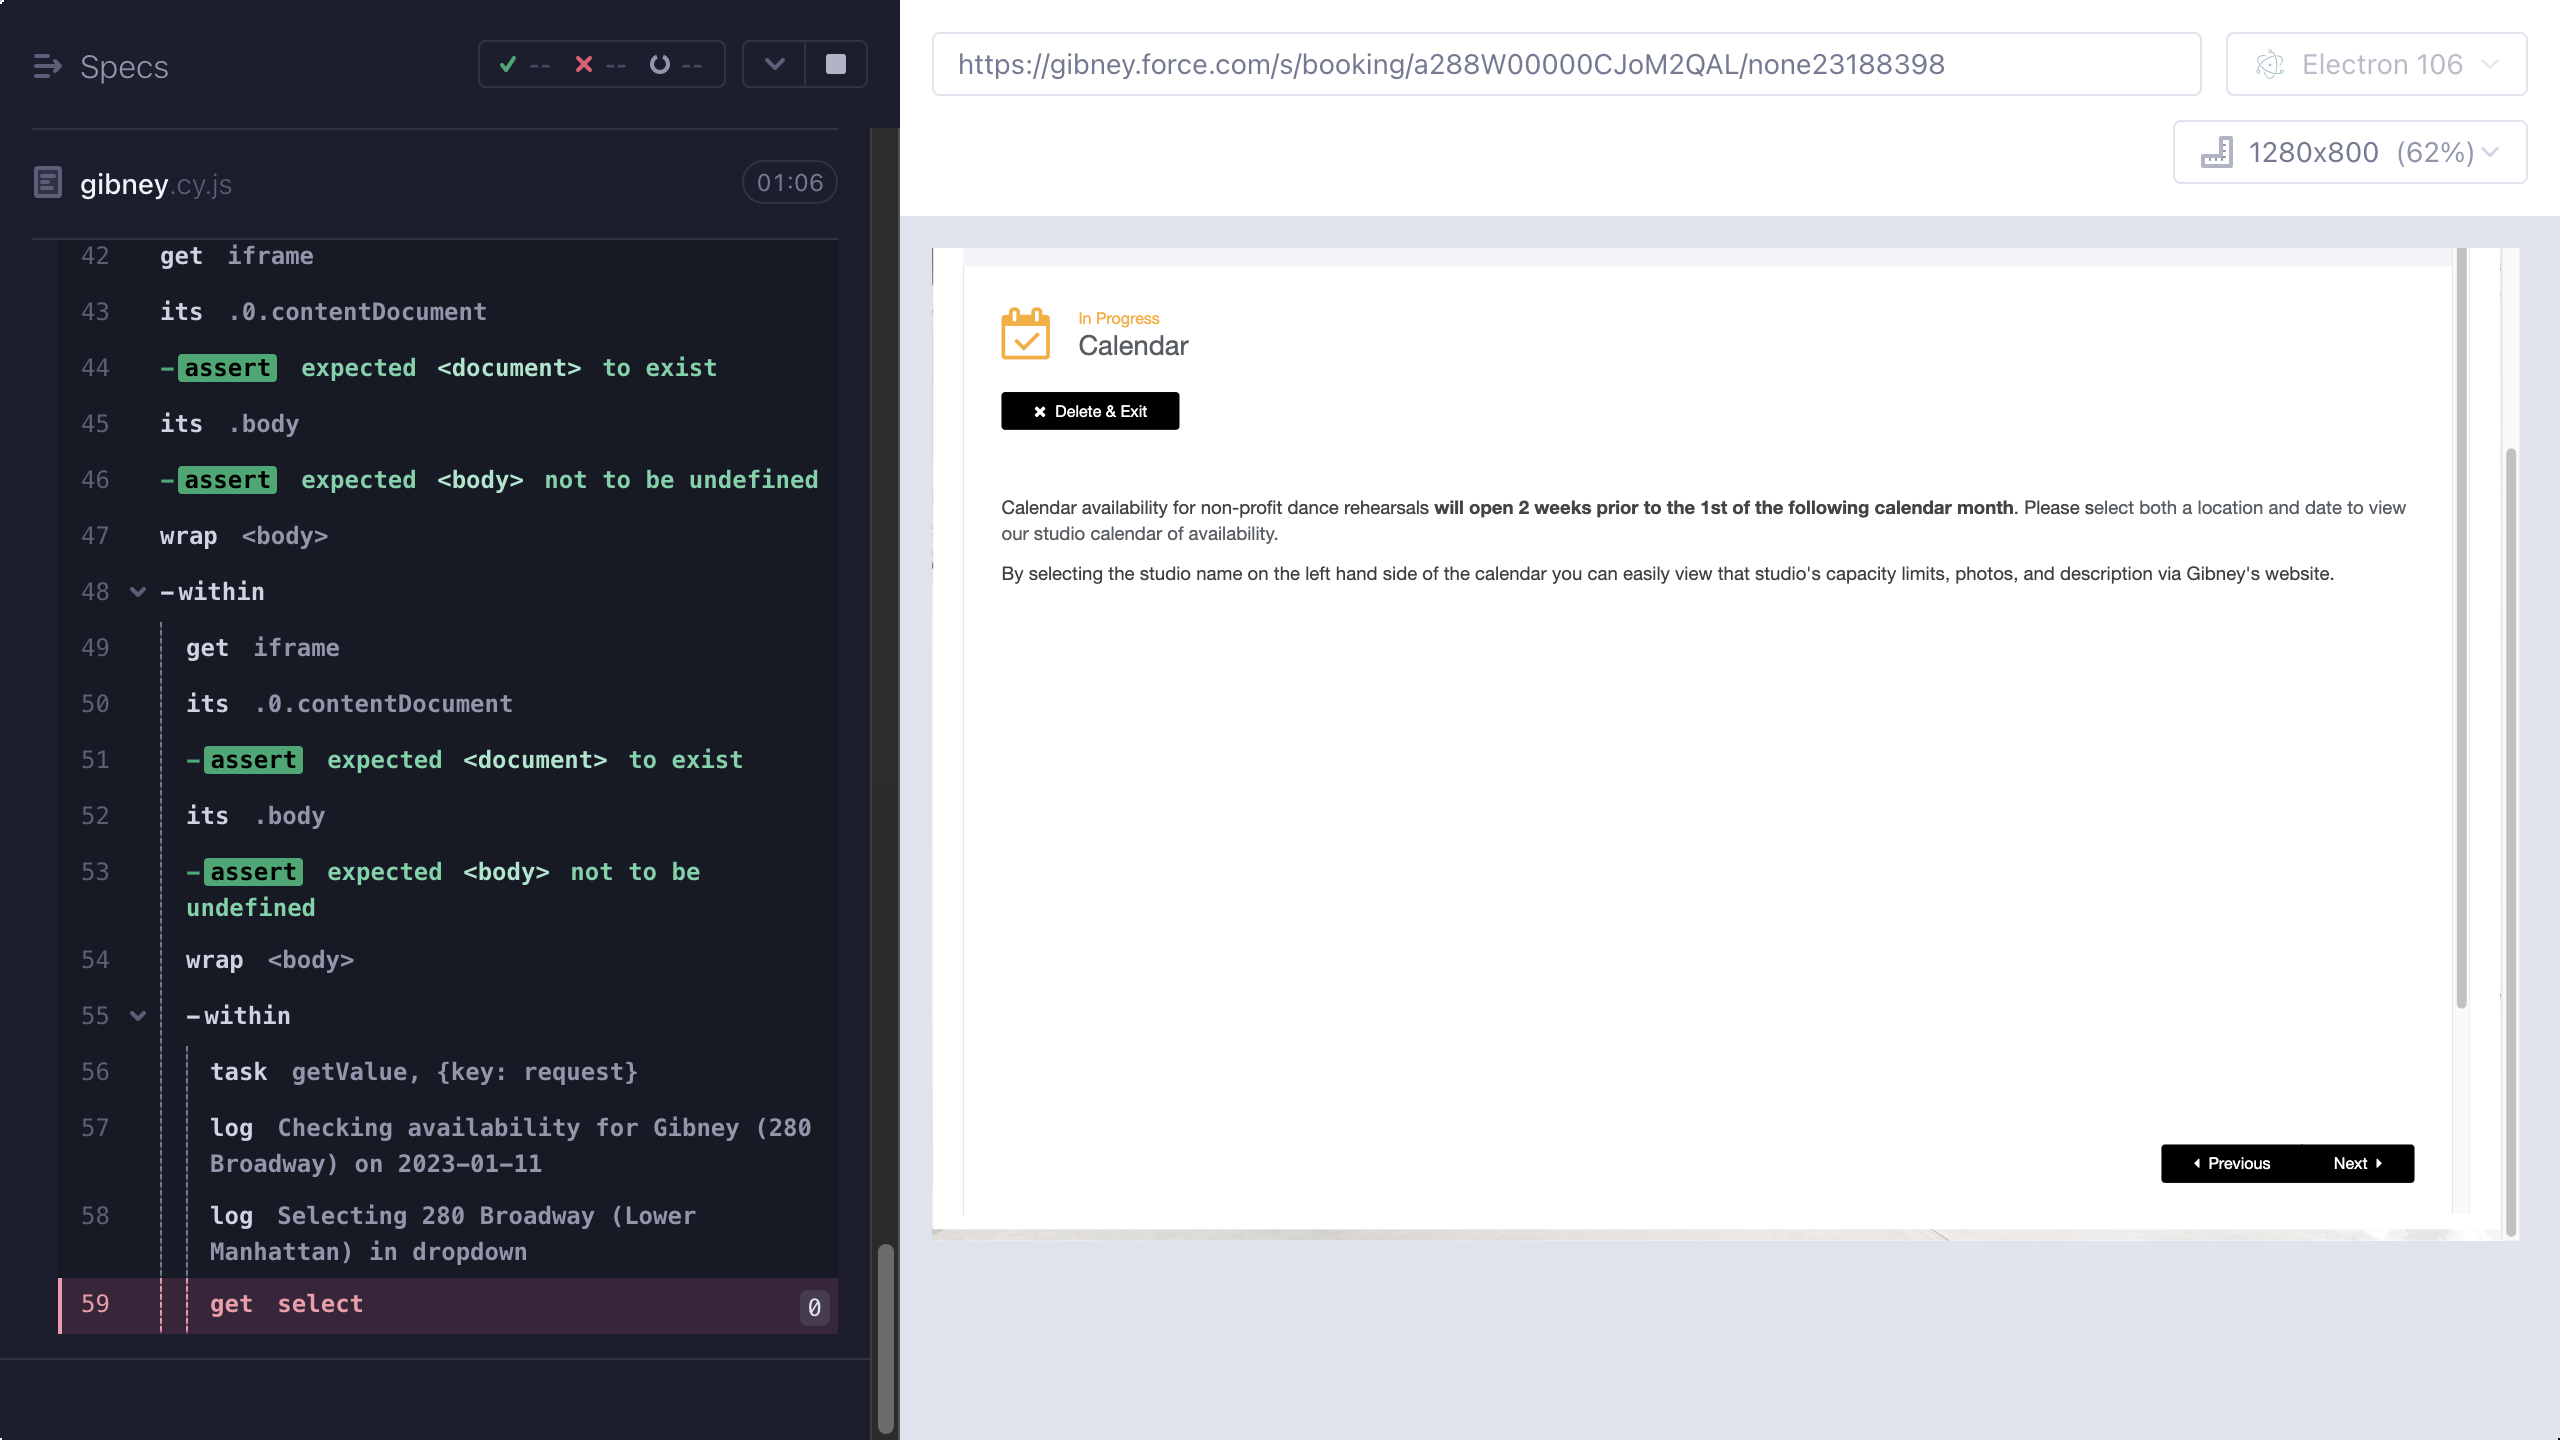 Specs
-- -- --
gibney.cy.js 01:06
42 get iframe
43 its .0.contentDocument
44 -assert expected <document> to exist
45 its .body
46 -assert expected <body> not to be undefined
47 wrap <body>
48 -within
49 get iframe
50 its .0.contentDocument
51 -assert expected <document> to exist
52 its .body
53 -assert expected <body> not to be
undefined
54 wrap <body>
55 -within
56 task getValue, {key: request}
57 log Checking availability for Gibney (280
Broadway) on 2023-01-11
58 log Selecting 280 Broadway (Lower
Manhattan) in dropdown
59 get select 0
https://gibney.force.com/s/booking/a288W00000CJoM2QAL/none23188398
Electron 106
1280x800 (62%)
In Progress
Calendar
Delete & Exit
Calendar availability for non-profit dance rehearsals will open 2 weeks prior to the 1st of the following calendar month. Please select both a location and date to view
our studio calendar of availability.
By selecting the studio name on the left hand side of the calendar you can easily view that studio's capacity limits, photos, and description via Gibney's website.
Previous Next